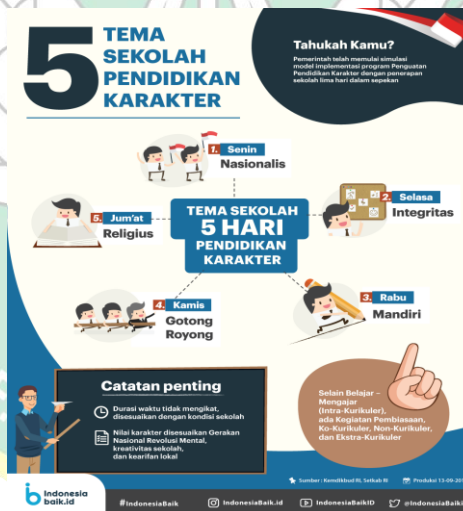 5
TEMA
SEKOLAH
PENDIDIKAN
KARAKTER
Tahukah Kamu?
Pemerintah telah memulai simulasi
model implementasi program Penguatan
Pendidikan Karakter dengan penerapan
sekolah lima hari dalam sepekan
1. Senin
Nasionalis
2. Selasa
Integritas
TEMA SEKOLAH
5 HARI
PENDIDIKAN
KARAKTER
5. Jum'at
Religius
3. Rabu
Mandiri
4. Kamis
Gotong
Royong
Catatan penting
Durasi waktu tidak mengikat,
disesuaikan dengan kondisi sekolah
Nilai karakter disesuaikan Gerakan
Nasional Revolusi Mental,
kreativitas sekolah,
dan kearifan lokal
Selain Belajar –
Mengajar
(Intra-Kurikuler),
ada Kegiatan Pembiasaan,
Ko-Kurikuler, Non-Kurikuler,
dan Ekstra-Kurikuler
Sumber : Kemdikbud RI, Setkab RI
Produksi 13-09-201
Indonesia
baik.id
#IndonesiaBaik
IndonesiaBaik.id
IndonesiaBaikID
@IndonesiaBaiki